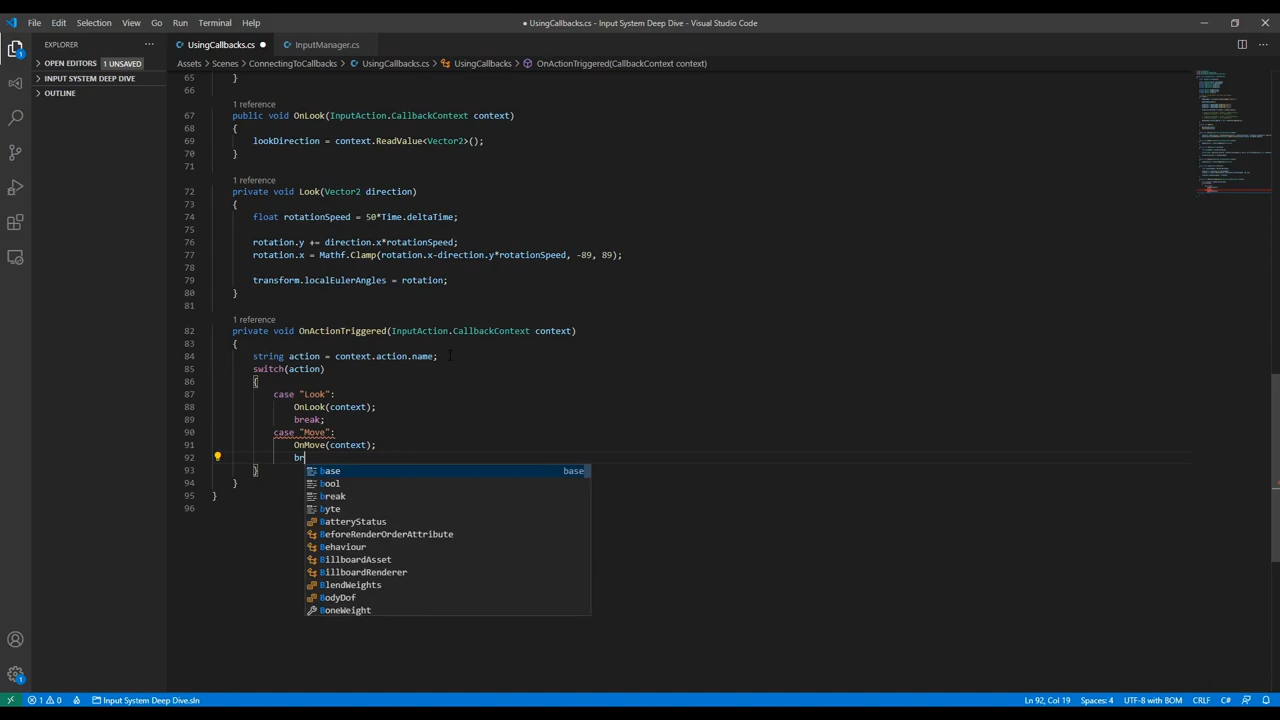 File Edit Selection View Go Run Terminal Help
● UsingCallbacks.cs - Input System Deep Dive - Visual Studio Code
EXPLORER
UsingCallbacks.cs
InputManager.cs
OPEN EDITORS 1 UNSAVED
Assets > Scenes > ConnectingToCallbacks > UsingCallbacks.cs > UsingCallbacks > OnActionTriggered(CallbackContext context)
INPUT SYSTEM DEEP DIVE
OUTLINE
65 }
66
1 reference
67 public void OnLook(InputAction.CallbackContext context)
68 {
69 lookDirection = context.ReadValue<Vector2>();
70 }
71
1 reference
72 private void Look(Vector2 direction)
73 {
74 float rotationSpeed = 50*Time.deltaTime;
75
76 rotation.y += direction.x*rotationSpeed;
77 rotation.x = Mathf.Clamp(rotation.x-direction.y*rotationSpeed, -89, 89);
78
79 transform.localEulerAngles = rotation;
80 }
81
1 reference
82 private void OnActionTriggered(InputAction.CallbackContext context)
83 {
84 string action = context.action.name;
85 switch(action)
86 {
87 case "Look":
88 OnLook(context);
89 break;
90 case "Move":
91 OnMove(context);
92 br
93 }
94 }
95 }
96
base base
bool
break
byte
BatteryStatus
BeforeRenderOrderAttribute
Behaviour
BillboardAsset
BillboardRenderer
BlendWeights
BodyDof
BoneWeight
1 0 Input System Deep Dive.sln
Ln 92, Col 19 Spaces: 4 UTF-8 with BOM CRLF C#